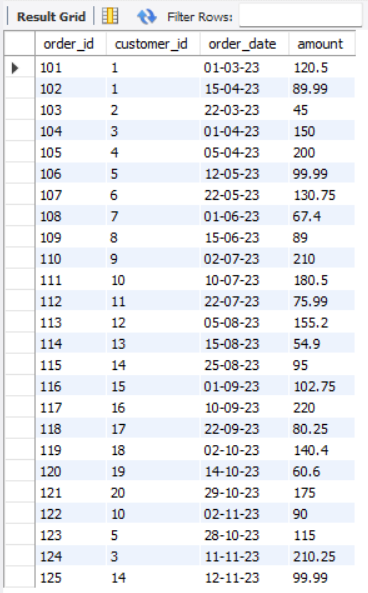 Result Grid Filter Rows:
order_id customer_id order_date amount
101 1 01-03-23 120.5
102 1 15-04-23 89.99
103 2 22-03-23 45
104 3 01-04-23 150
105 4 05-04-23 200
106 5 12-05-23 99.99
107 6 22-05-23 130.75
108 7 01-06-23 67.4
109 8 15-06-23 89
110 9 02-07-23 210
111 10 10-07-23 180.5
112 11 22-07-23 75.99
113 12 05-08-23 155.2
114 13 15-08-23 54.9
115 14 25-08-23 95
116 15 01-09-23 102.75
117 16 10-09-23 220
118 17 22-09-23 80.25
119 18 02-10-23 140.4
120 19 14-10-23 60.6
121 20 29-10-23 175
122 10 02-11-23 90
123 5 28-10-23 115
124 3 11-11-23 210.25
125 14 12-11-23 99.99